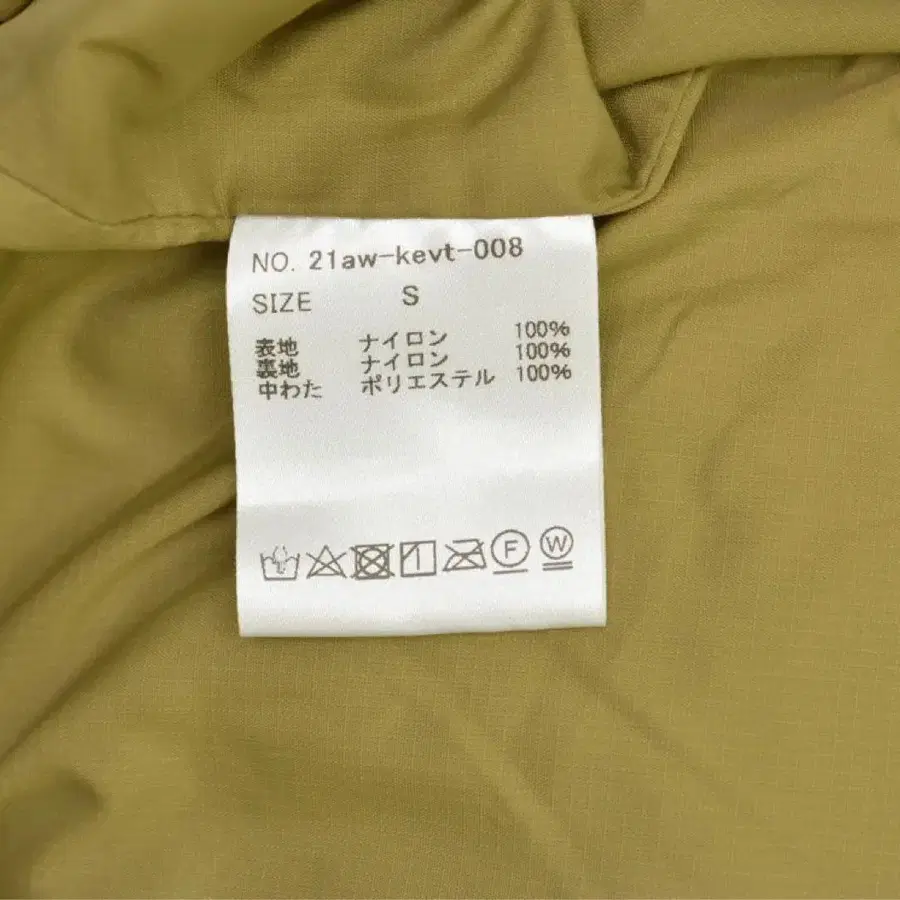 NO. 21aw-kevt-008
SIZE S
表地 ナイロン 100%
裏地 ナイロン 100%
中わた ポリエステル 100%
F W